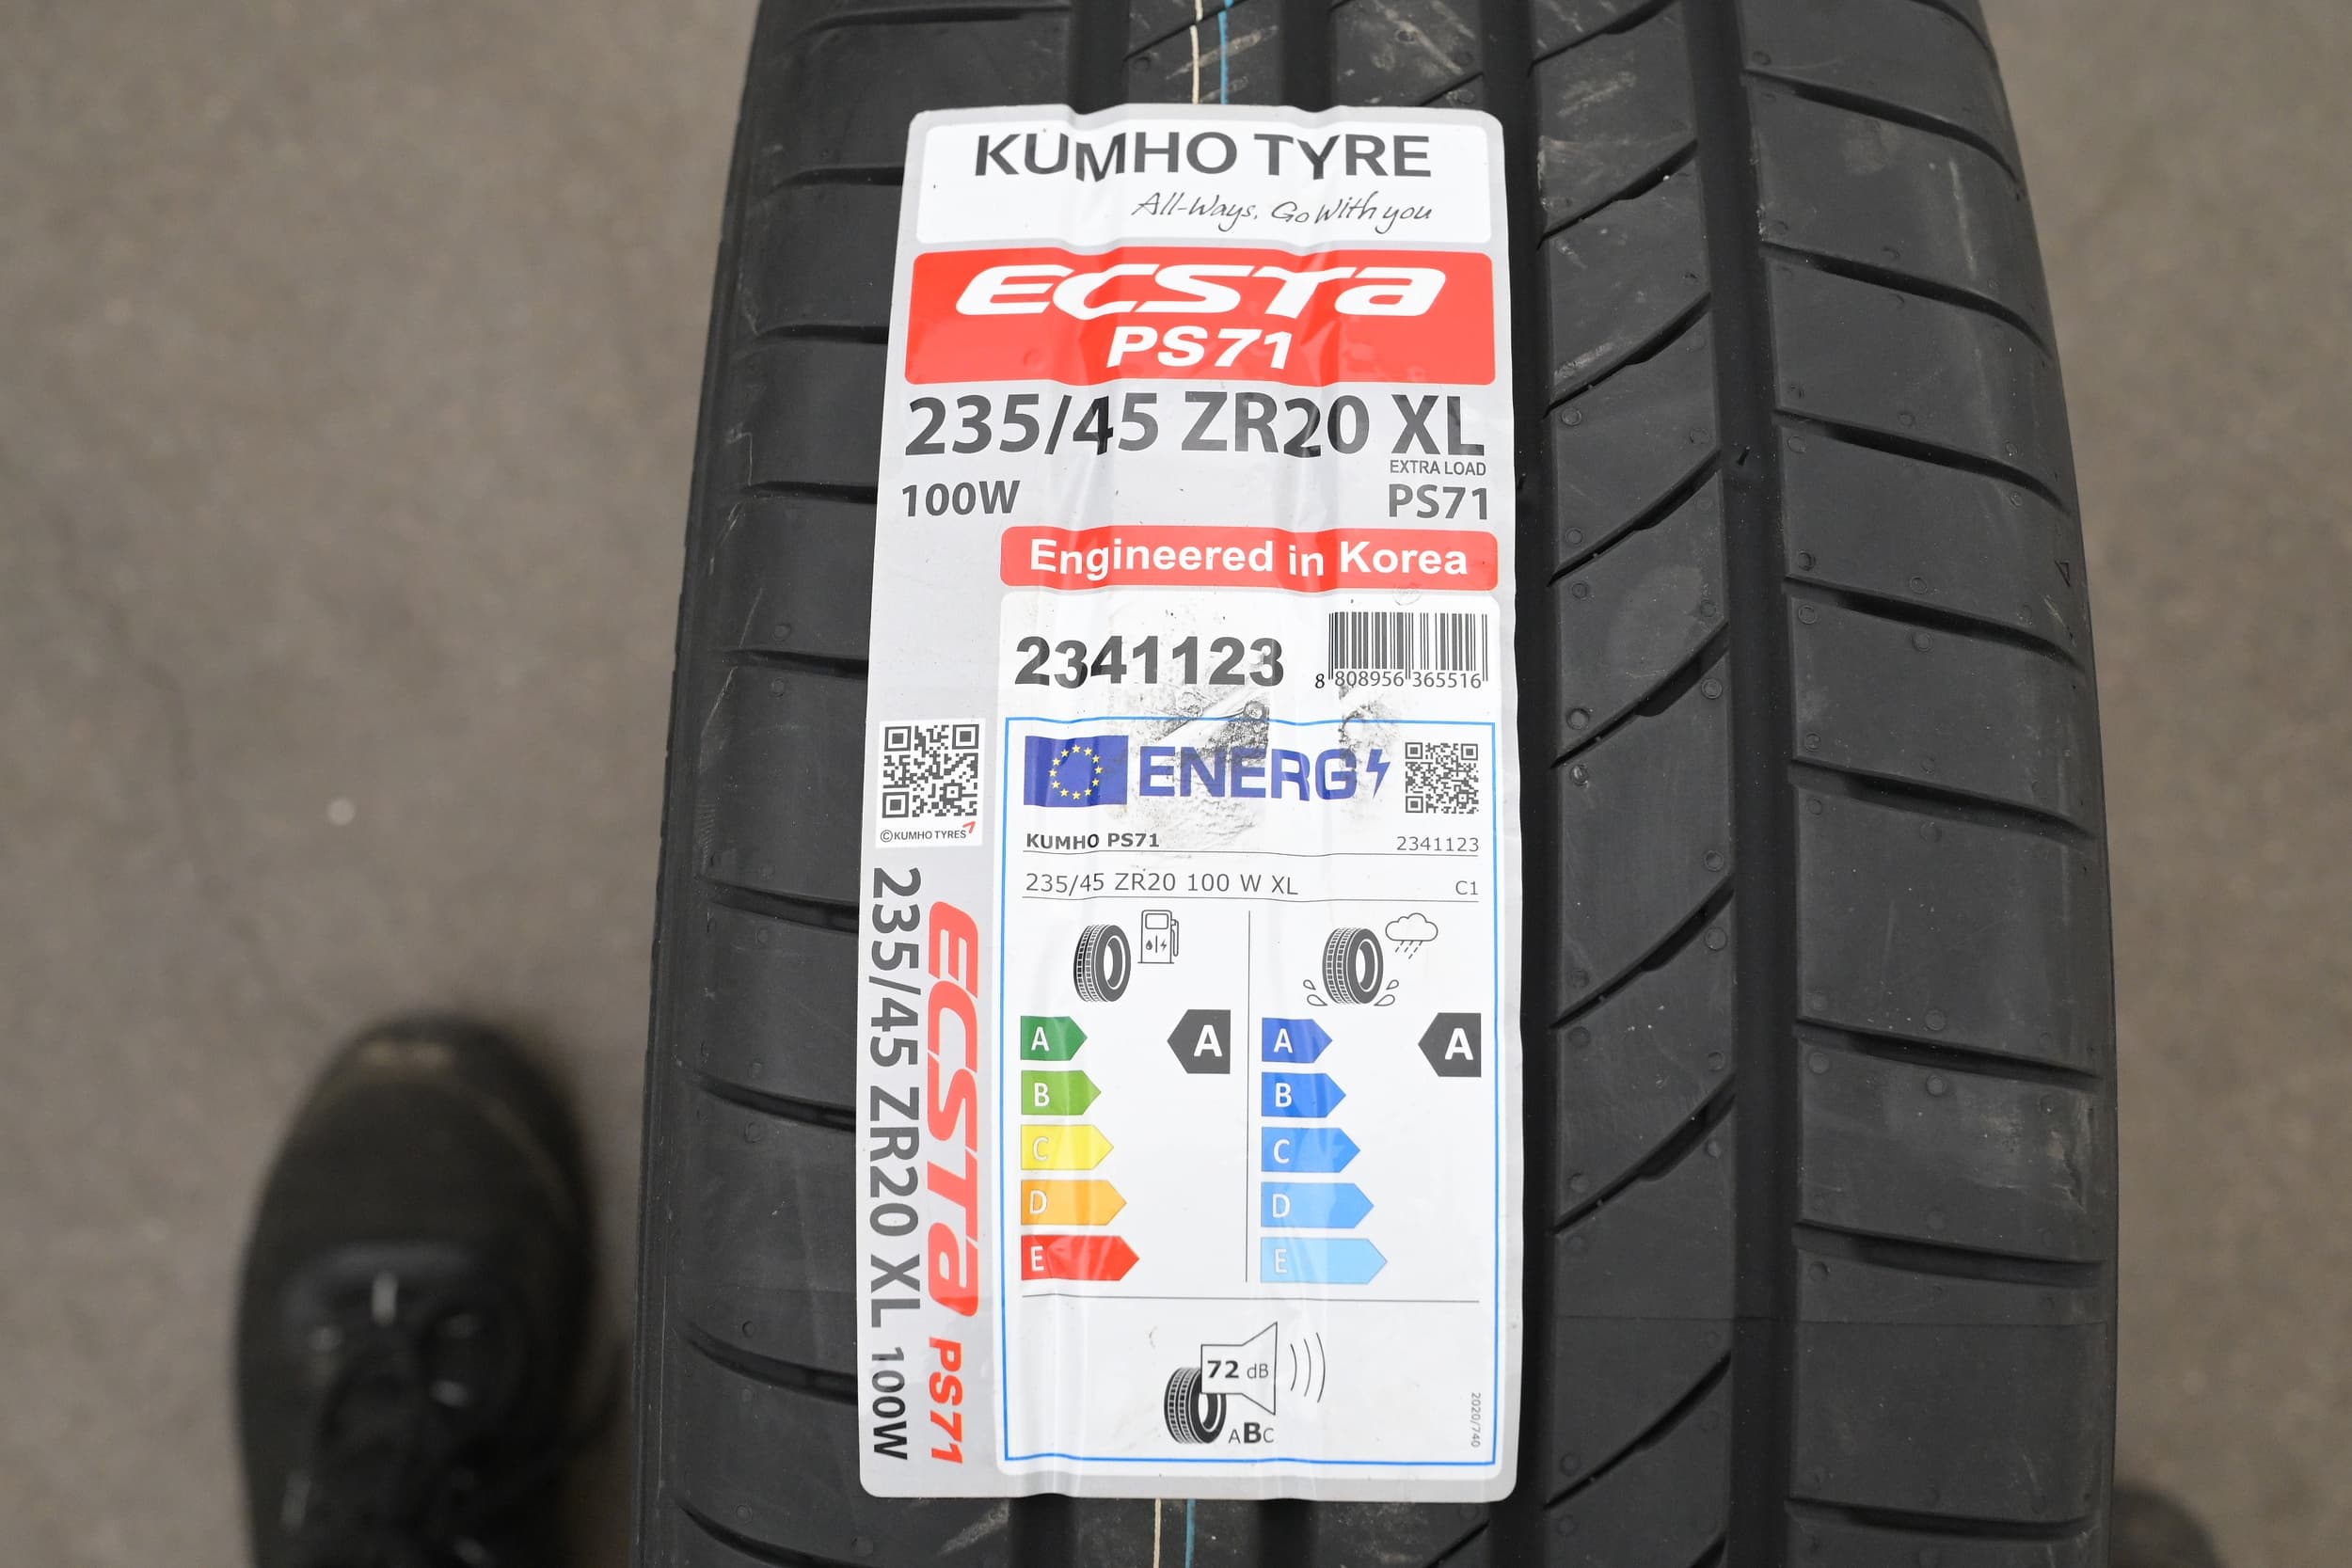 KUMHO TYRE
All-Ways, Go With you
ECSTA
PS71
235/45 ZR20 XL
EXTRA LOAD
100W PS71
Engineered in Korea
2341123
8 808956 365516
ENERG
KUMHO PS71 2341123
235/45 ZR20 100 W XL C1
A A A A
B B
C C
D D
E E
72 dB
ABC
2020/740
©KUMHO TYRES
235/45 ZR20 XL 100W
ECSTA PS71